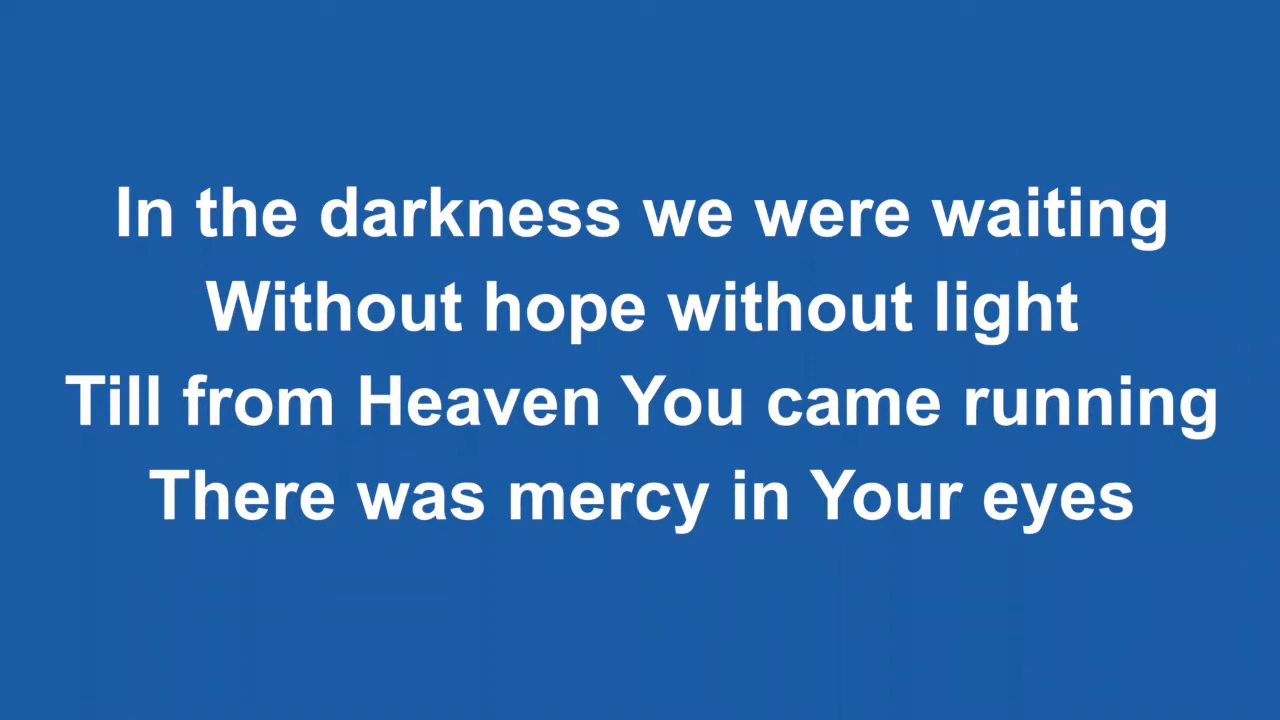 In the darkness we were waiting
Without hope without light
Till from Heaven You came running
There was mercy in Your eyes